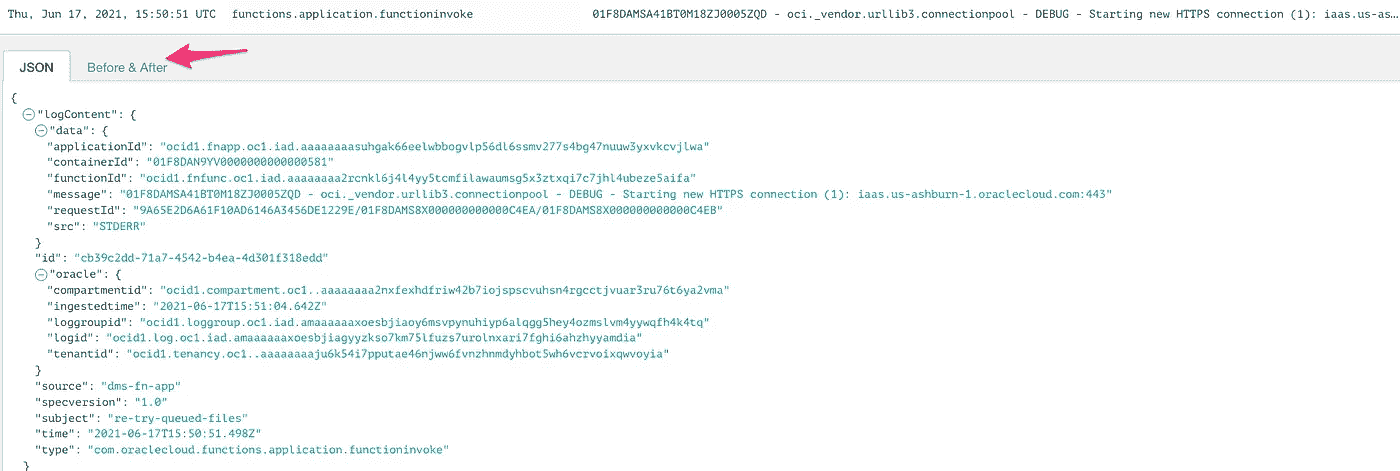 Thu, Jun 17, 2021, 15:50:51 UTC functions.application.functioninvoke 01F8DAMSA41BT0M18ZJ0005ZQD - oci._vendor.urllib3.connectionpool - DEBUG - Starting new HTTPS connection (1): iaas.us-as…
JSON Before & After
{
"logContent": {
"data": {
"applicationId": "ocid1.fnapp.oc1.iad.aaaaaaaasuhgak66eelwbbogvlp56dl6ssmv277s4bg47nuuw3yxvkcvjlwa"
"containerId": "01F8DAN9YV0000000000000581"
"functionId": "ocid1.fnfunc.oc1.iad.aaaaaaaa2rcnkl6j4l4yy5tcmfilawaumsg5x3ztxqi7c7jhl4ubeze5aifa"
"message": "01F8DAMSA41BT0M18ZJ0005ZQD - oci._vendor.urllib3.connectionpool - DEBUG - Starting new HTTPS connection (1): iaas.us-ashburn-1.oraclecloud.com:443"
"requestId": "9A65E2D6A61F10AD6146A3456DE1229E/01F8DAMS8X000000000000C4EA/01F8DAMS8X000000000000C4EB"
"src": "STDERR"
}
"id": "cb39c2dd-71a7-4542-b4ea-4d301f318edd"
"oracle": {
"compartmentid": "ocid1.compartment.oc1..aaaaaaaa2nxfexhdfriw42b7iojspscvuhsn4rgcctjvuar3ru76t6ya2vma"
"ingestedtime": "2021-06-17T15:51:04.642Z"
"loggroupid": "ocid1.loggroup.oc1.iad.amaaaaaaxoesbjiaoy6msvpynuhiyp6alqgg5hey4ozmslvm4yywqfh4k4tq"
"logid": "ocid1.log.oc1.iad.amaaaaaaxoesbjiagyyzkso7km75lfuzs7urolnxari7fghi6ahzhyyamdia"
"tenantid": "ocid1.tenancy.oc1..aaaaaaaaju6k54i7pputae46njww6fvnzhnmdyhbot5wh6vcrvoixqwvoyia"
}
"source": "dms-fn-app"
"specversion": "1.0"
"subject": "re-try-queued-files"
"time": "2021-06-17T15:50:51.498Z"
"type": "com.oraclecloud.functions.application.functioninvoke"
}